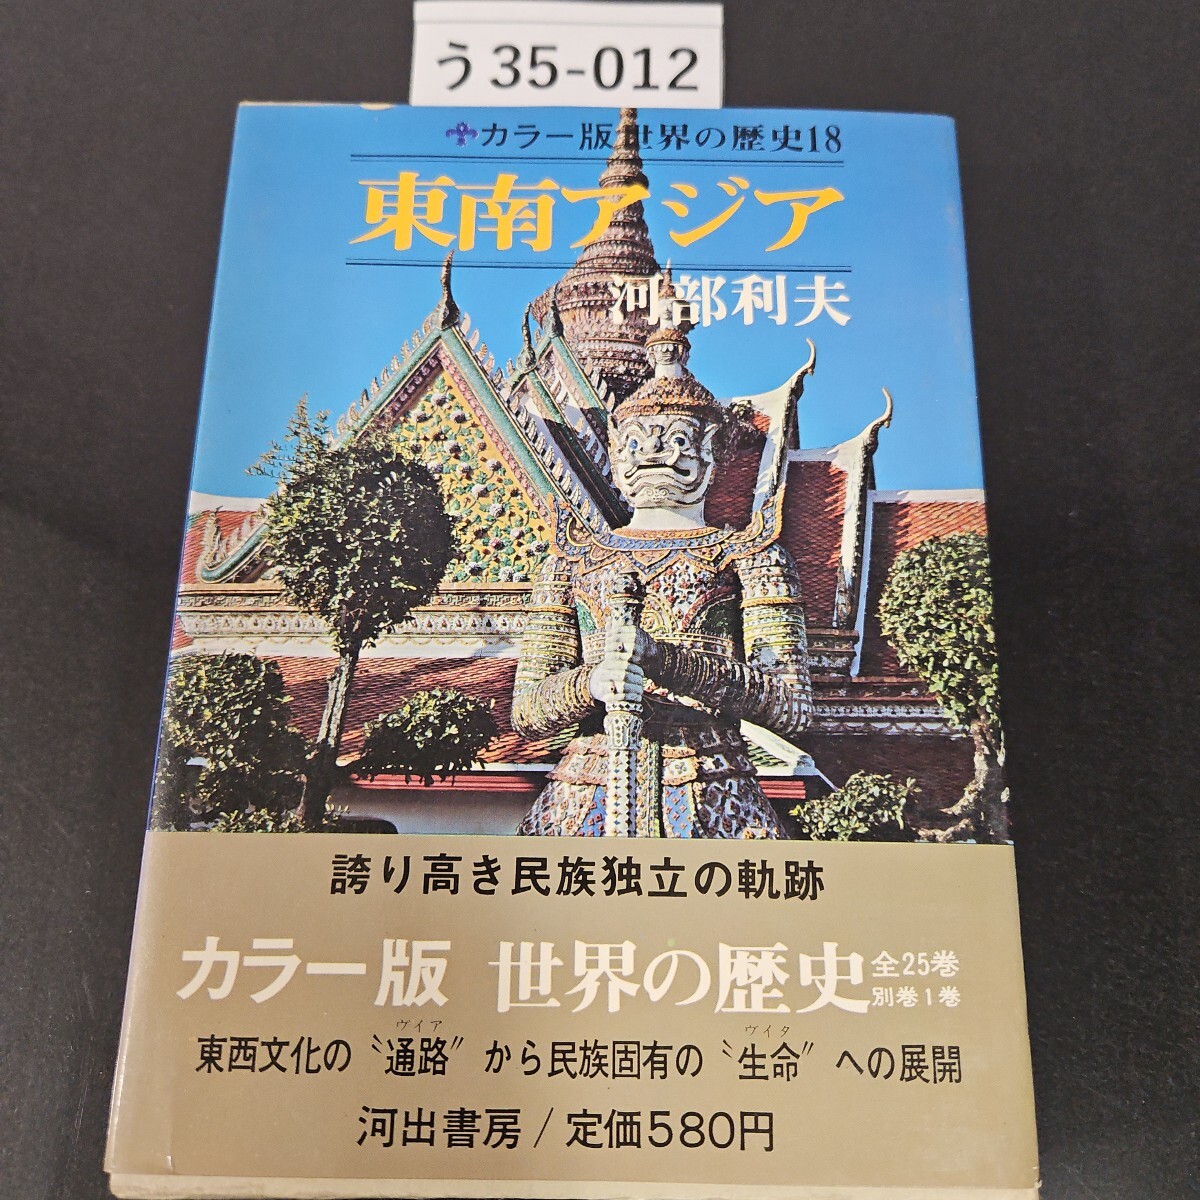 う35-012
カラー版世界の歴史18
東南アジア
河部利夫
誇り高き民族独立の軌跡
カラー版 世界の歴史 全25巻
別巻1巻
ヴィア ヴィタ
東西文化の〝通路〟から民族固有の〝生命〟への展開
河出書房/定価580円